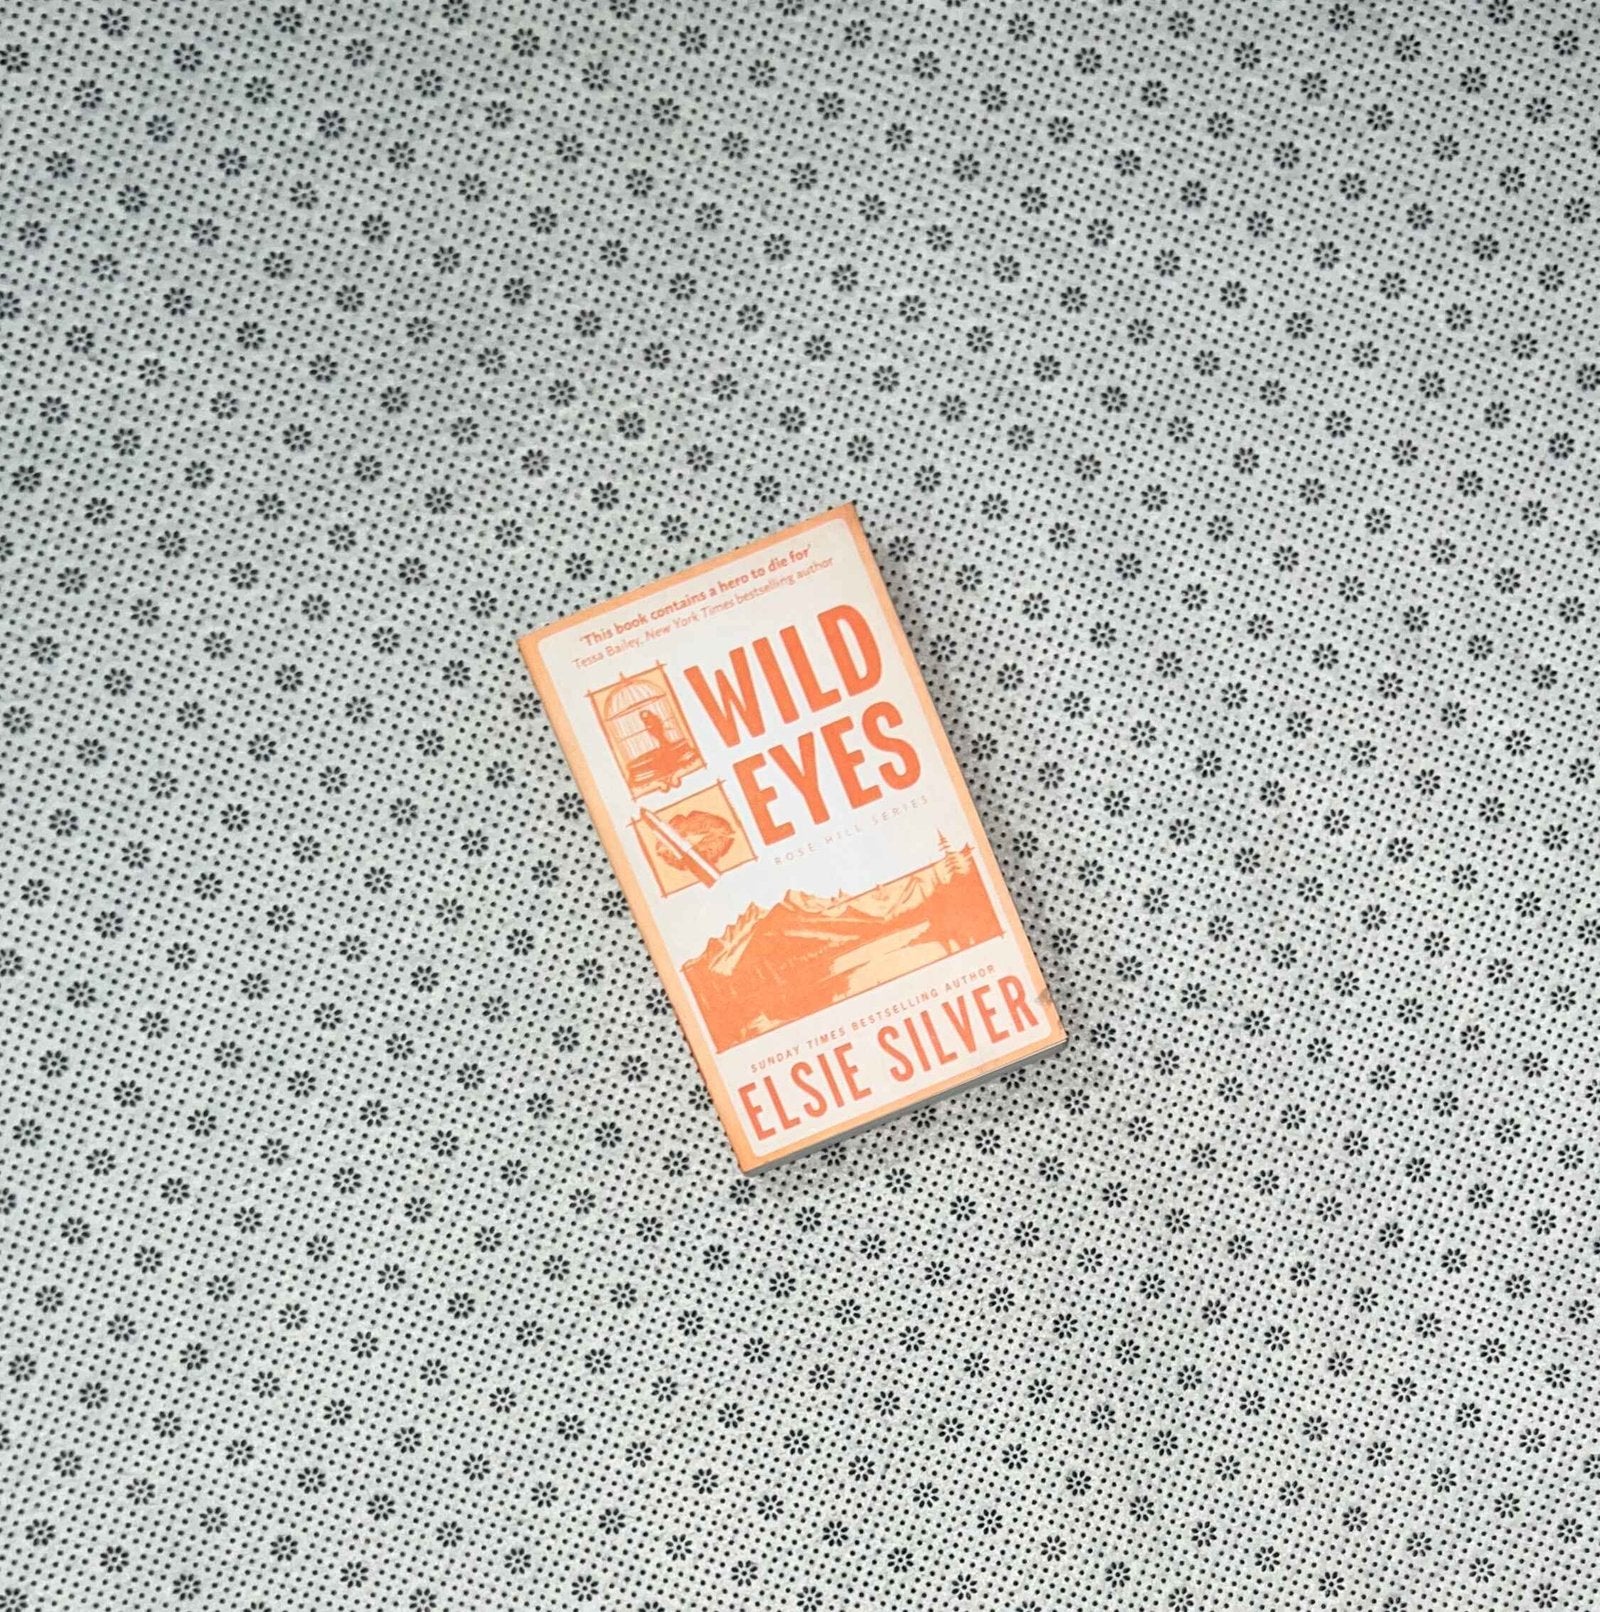 'This book contains a hero to die for'
Tessa Bailey, New York Times bestselling author
WILD
EYES
ROSE HILL SERIES
SUNDAY TIMES BESTSELLING AUTHOR
ELSIE SILVER